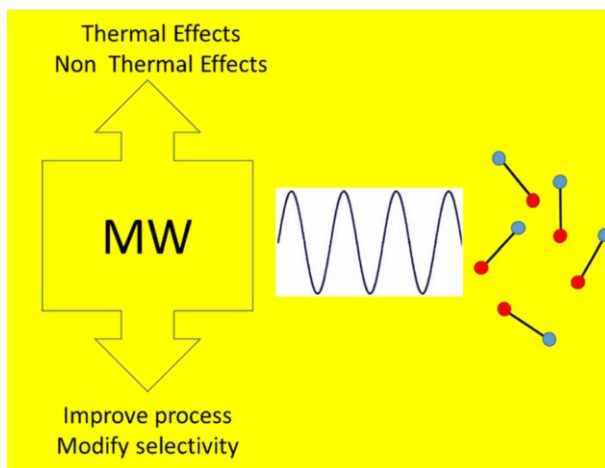 Thermal Effects
Non Thermal Effects
MW
Improve process
Modify selectivity